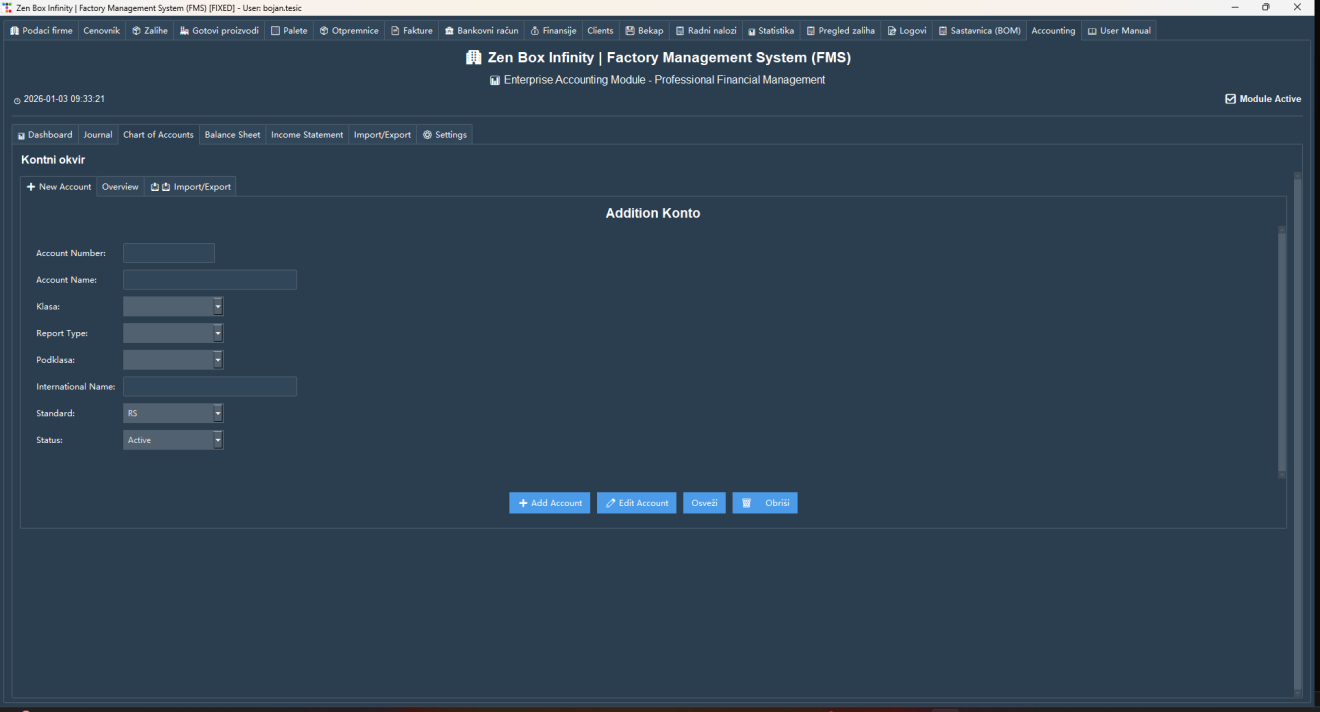 Zen Box Infinity | Factory Management System (FMS) [FIXED] - User: bojan.tesic
Podaci firme Cenovnik Zalihe Gotovi proizvodi Palete Otpremnice Fakture Bankovni račun Finansije Clients Bekap Radni nalozi Statistika Pregled zaliha Logovi Sastavnica (BOM) Accounting User Manual
Zen Box Infinity | Factory Management System (FMS)
Enterprise Accounting Module - Professional Financial Management
2026-01-03 09:33:21
Module Active
Dashboard Journal Chart of Accounts Balance Sheet Income Statement Import/Export Settings
Kontni okvir
New Account Overview Import/Export
Addition Konto
Account Number:
Account Name:
Klasa:
Report Type:
Podklasa:
International Name:
Standard: RS
Status: Active
Add Account Edit Account Osveži Obriši